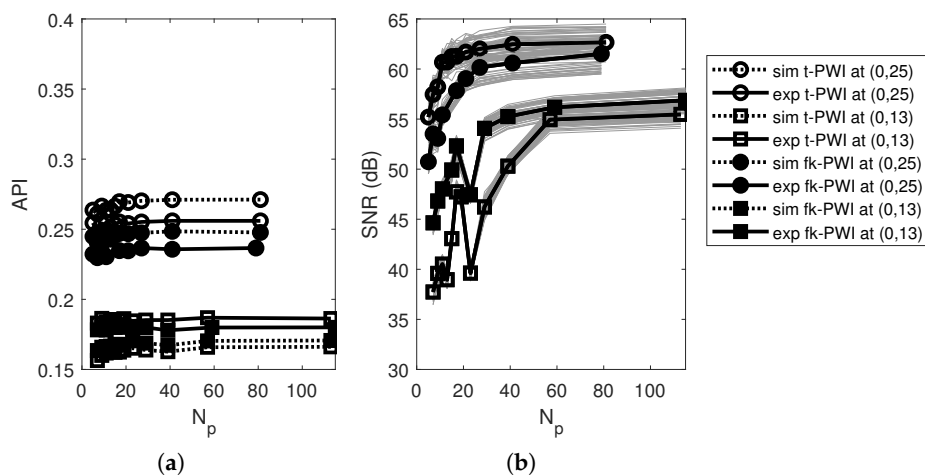 0.4
0.35
0.3
0.25
0.2
0.15
API
0 20 40 60 80 100
N_p
(a)
65
60
55
50
45
40
35
30
SNR (dB)
0 20 40 60 80 100
N_p
(b)
sim t-PWI at (0,25)
exp t-PWI at (0,25)
sim t-PWI at (0,13)
exp t-PWI at (0,13)
sim fk-PWI at (0,25)
exp fk-PWI at (0,25)
sim fk-PWI at (0,13)
exp fk-PWI at (0,13)